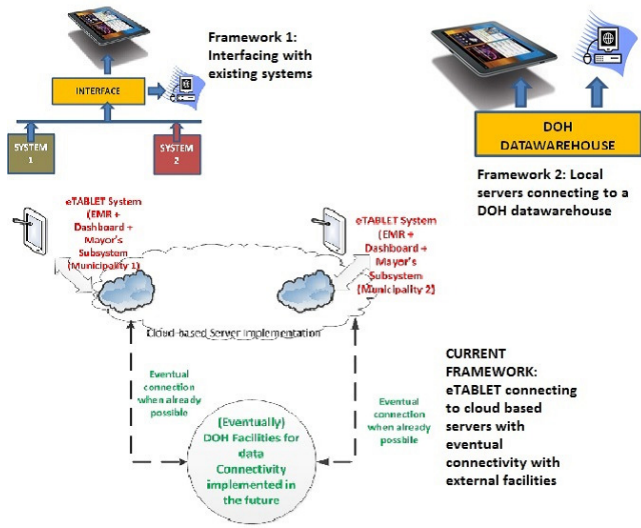 Framework 1:
Interfacing with
existing systems
INTERFACE
SYSTEM
1
SYSTEM
2
DOH
DATAWAREHOUSE
Framework 2: Local
servers connecting to a
DOH datawarehouse
eTABLET System
(EMR +
Dashboard +
Mayor's
Subsystem
(Municipality 1)
eTABLET System
(EMR +
Dashboard +
Mayor's
Subsystem
(Municipality 2)
Cloud-based Server Implementation
Eventual
connection
when already
possible
Eventual
connection
when already
possbile
(Eventually)
DOH Facilities for
data
Connectivity
implemented in
the future
CURRENT
FRAMEWORK:
eTABLET connecting
to cloud based
servers with
eventual
connectivity with
external facilities